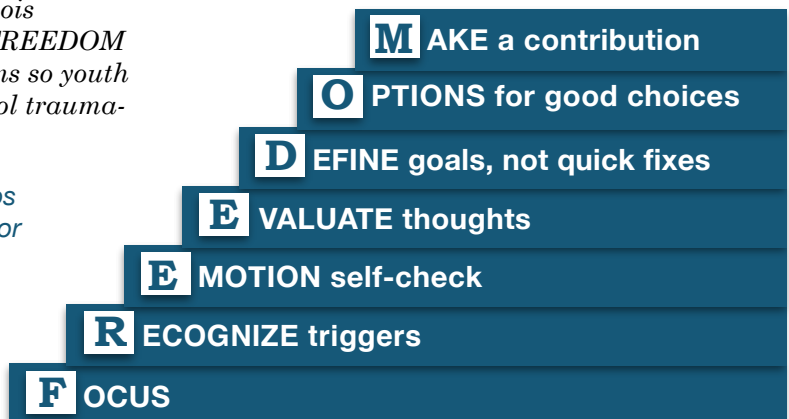 ois
REEDOM
ns so youth
ol trauma-
os
or
MAKE a contribution
OPTIONS for good choices
DEFINE goals, not quick fixes
EVALUATE thoughts
EMOTION self-check
RECOGNIZE triggers
FOCUS